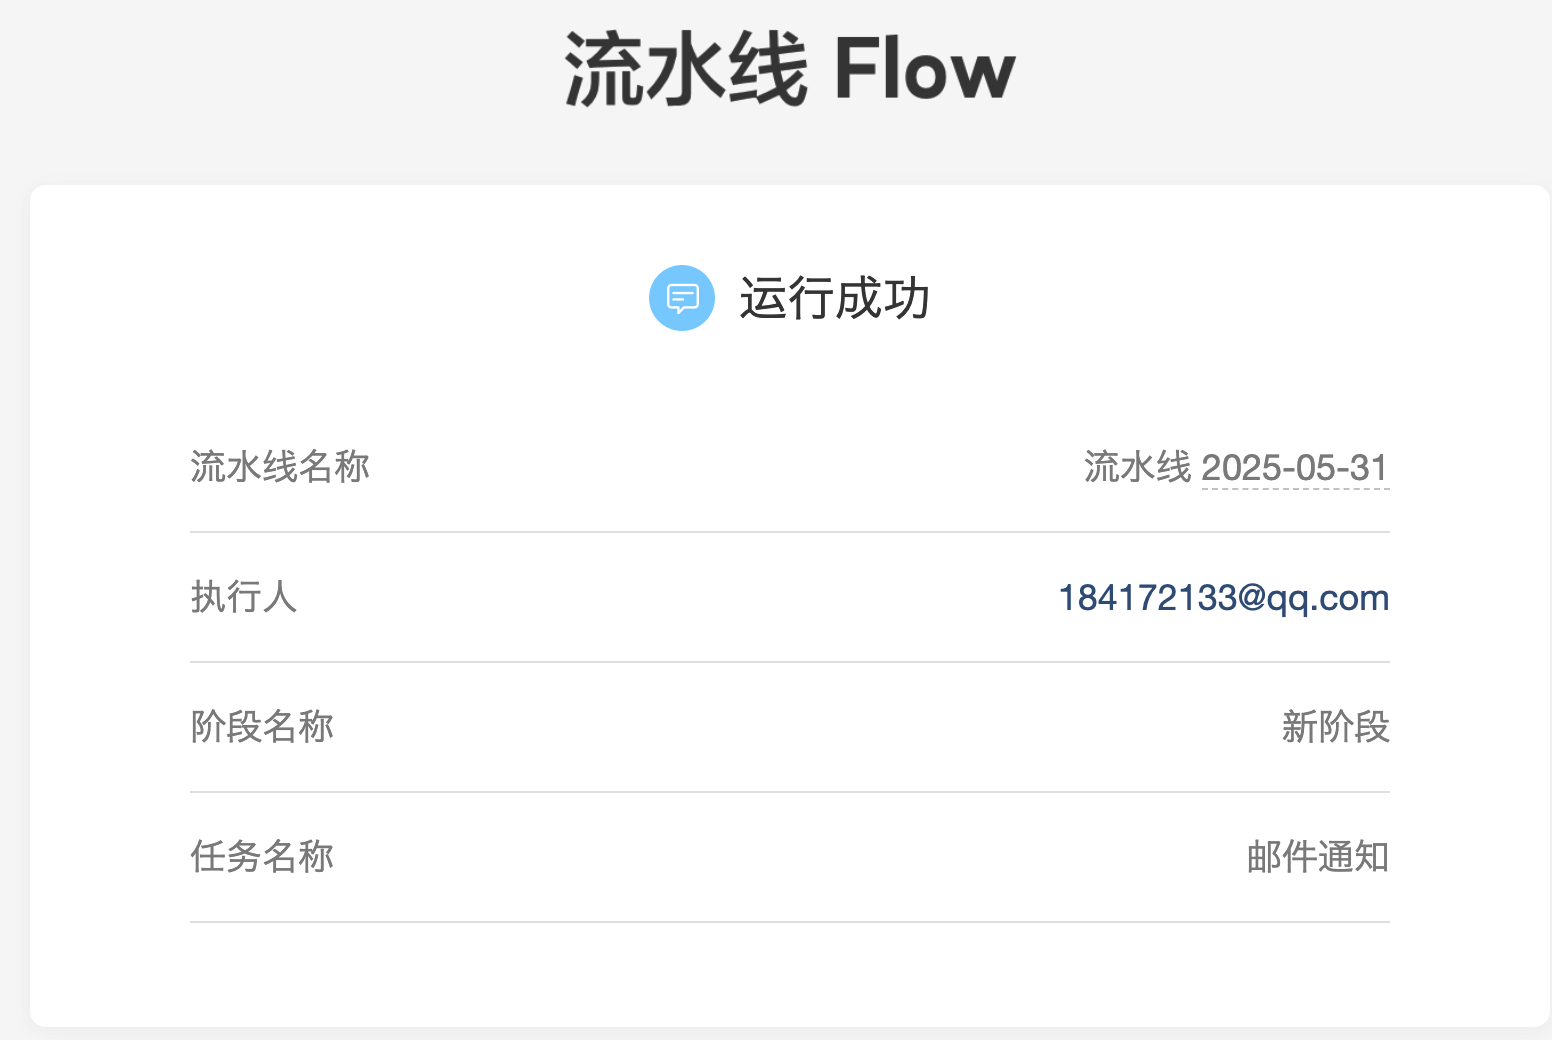 流水线 Flow
运行成功
流水线名称 流水线 2025-05-31
执行人 184172133@qq.com
阶段名称 新阶段
任务名称 邮件通知